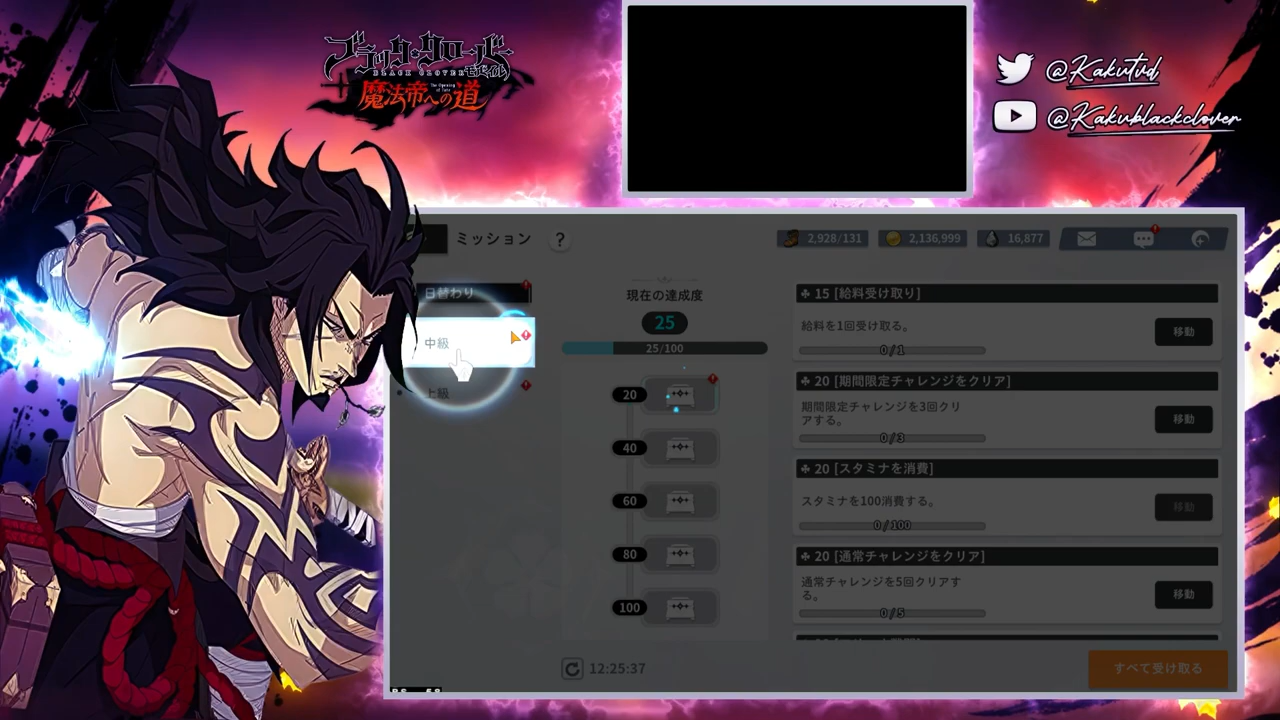 ブラッククローバー
BLACK CLOVER モバイル
The Opening of Fate
魔法帝への道
@Kakutvd
@Kakublackclover
ミッション
?
2,928/131
2,136,999
16,877
日替わり
中級
上級
現在の達成度
25
25/100
20
40
60
80
100
12:25:37
15 [給料受け取り]
給料を1回受け取る。
移動
0/1
20 [期間限定チャレンジをクリア]
期間限定チャレンジを3回クリ
アする。
移動
0/3
20 [スタミナを消費]
スタミナを100消費する。
移動
0/100
20 [通常チャレンジをクリア]
通常チャレンジを5回クリアす
る。
移動
0/5
すべて受け取る